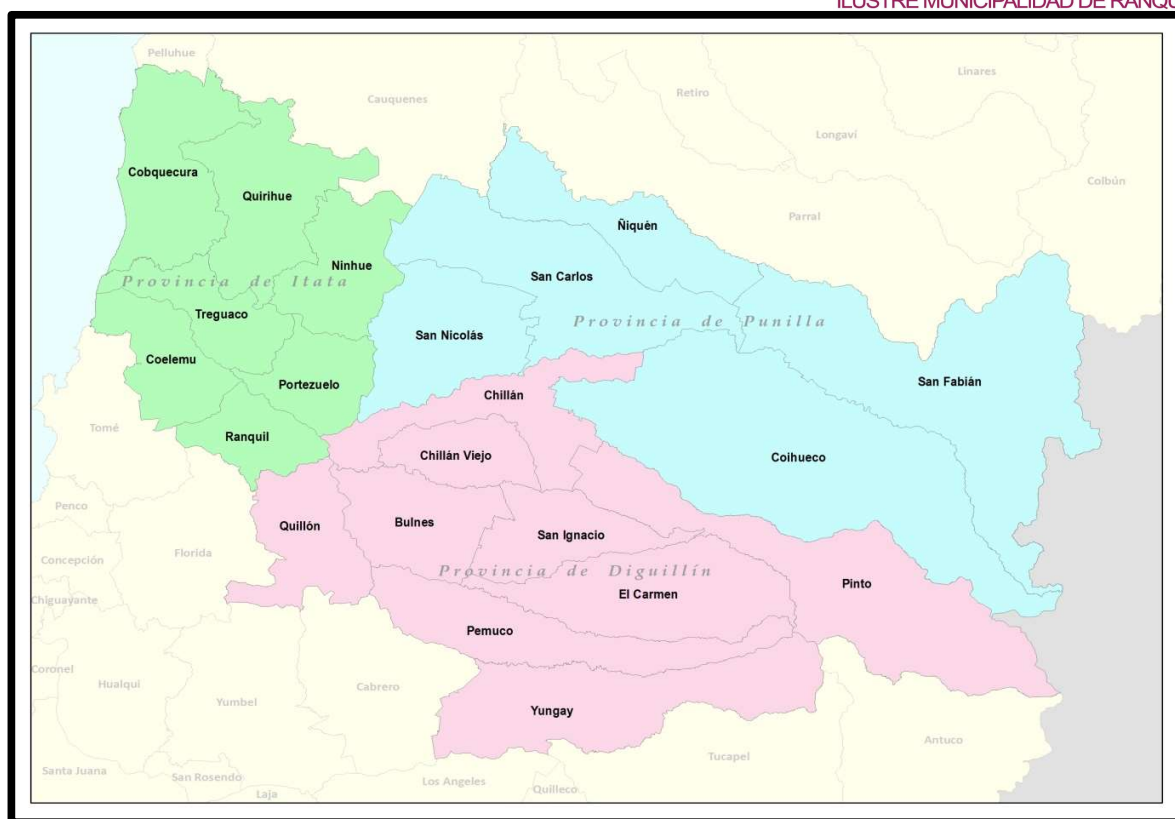 ILUSTRE MUNICIPALIDAD DE RANQU
Pelluhue
Linares
Cauquenes
Retiro
Longaví
Colbún
Cobquecura
Quirihue
Parral
Ñiquén
Ninhue
San Carlos
Provincia de Itata
Treguaco
Provincia de Punilla
San Nicolás
Coelemu
Portezuelo
San Fabián
Chillán
Tomé
Ranquil
Chillán Viejo
Coihueco
Penco
Quillón
Bulnes
San Ignacio
Florida
Concepción
Provincia de Diguillín
Pinto
El Carmen
Chiguayante
Pemuco
Coronel
Hualqui
Cabrero
Yumbel
Yungay
Antuco
Tucapel
Santa Juana
San Rosendo
Los Angeles
Quilleco
Laja